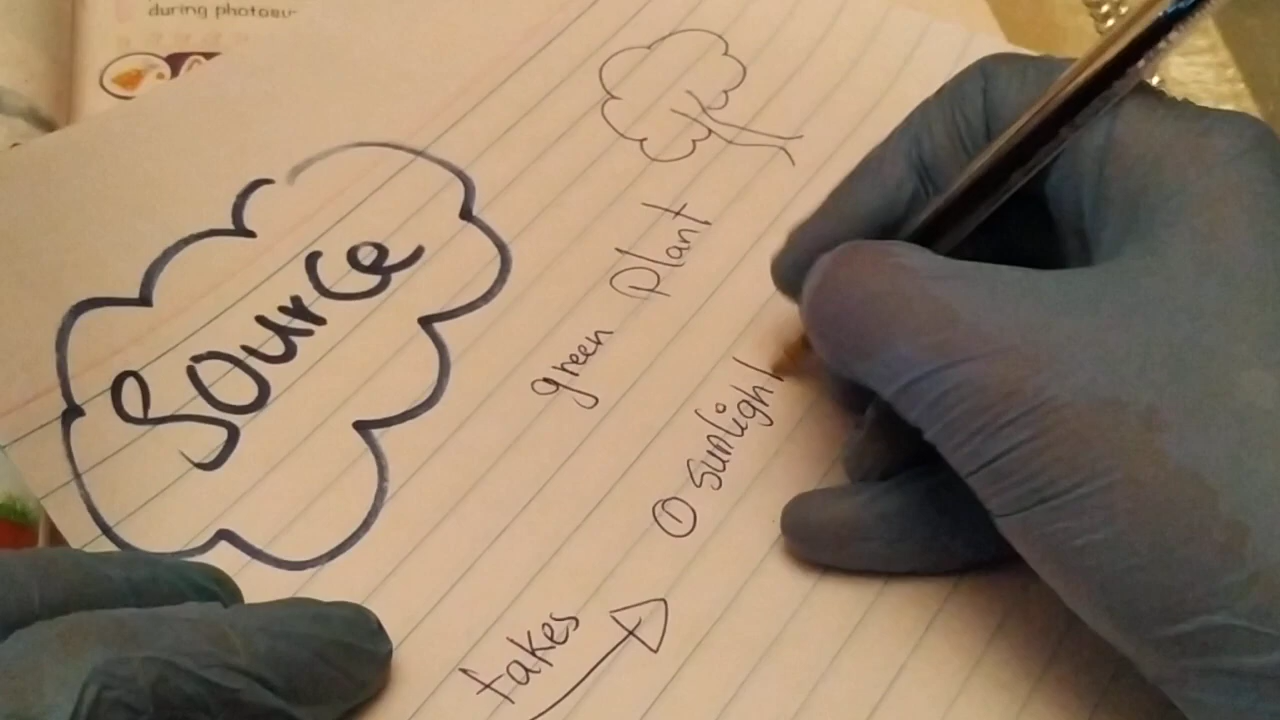 during photosy
Source
green plant
① sunlight
takes